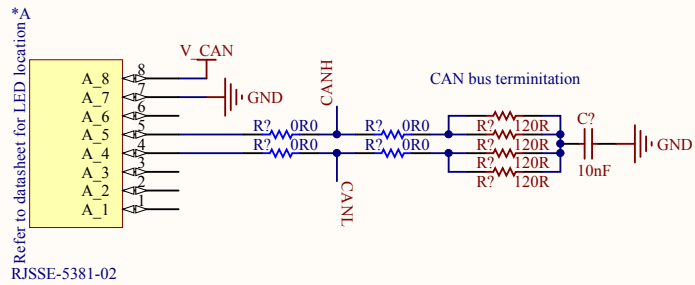 *A
Refer to datasheet for LED location
V_CAN
A_8 8
A_7 7
GND
A_6 6
A_5 5
A_4 4
A_3 3
A_2 2
A_1 1
RJSSE-5381-02
CANH
CANL
R? 0R0
R? 0R0
R? 0R0
R? 0R0
CAN bus terminitation
R? 120R
R? 120R
R? 120R
R? 120R
C?
10nF
GND